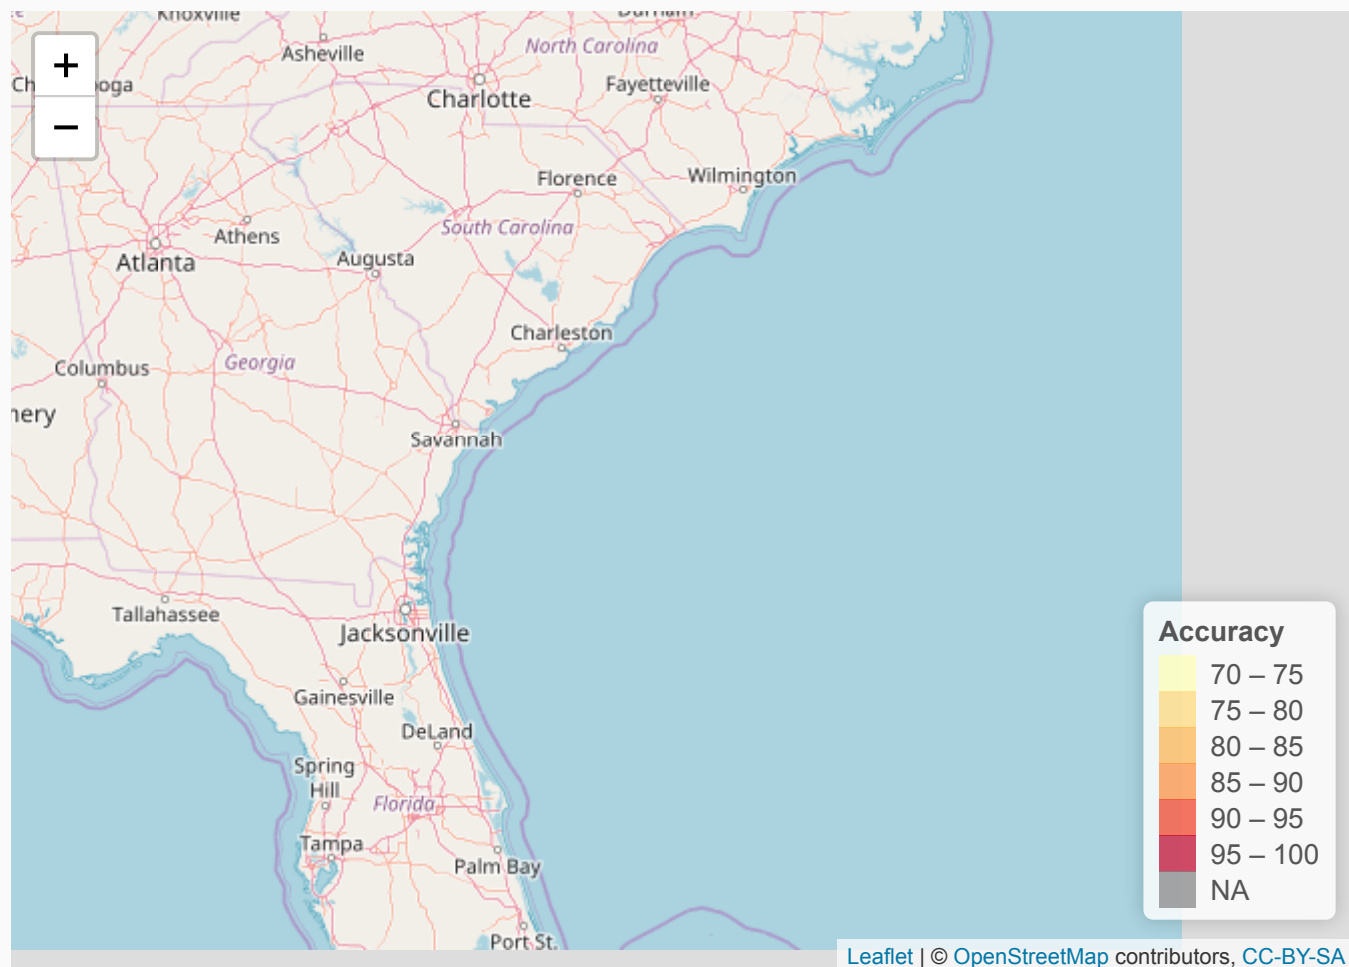 Knoxville
Durham
Asheville
North Carolina
+
Fayetteville
Charlotte
−
Florence
Wilmington
South Carolina
Athens
Atlanta
Augusta
Charleston
Georgia
Columbus
Savannah
Tallahassee
Jacksonville
Gainesville
DeLand
Spring
Hill
Florida
Tampa
Palm Bay
Port St.
Accuracy
70 – 75
75 – 80
80 – 85
85 – 90
90 – 95
95 – 100
NA
Leaflet | © OpenStreetMap contributors, CC-BY-SA